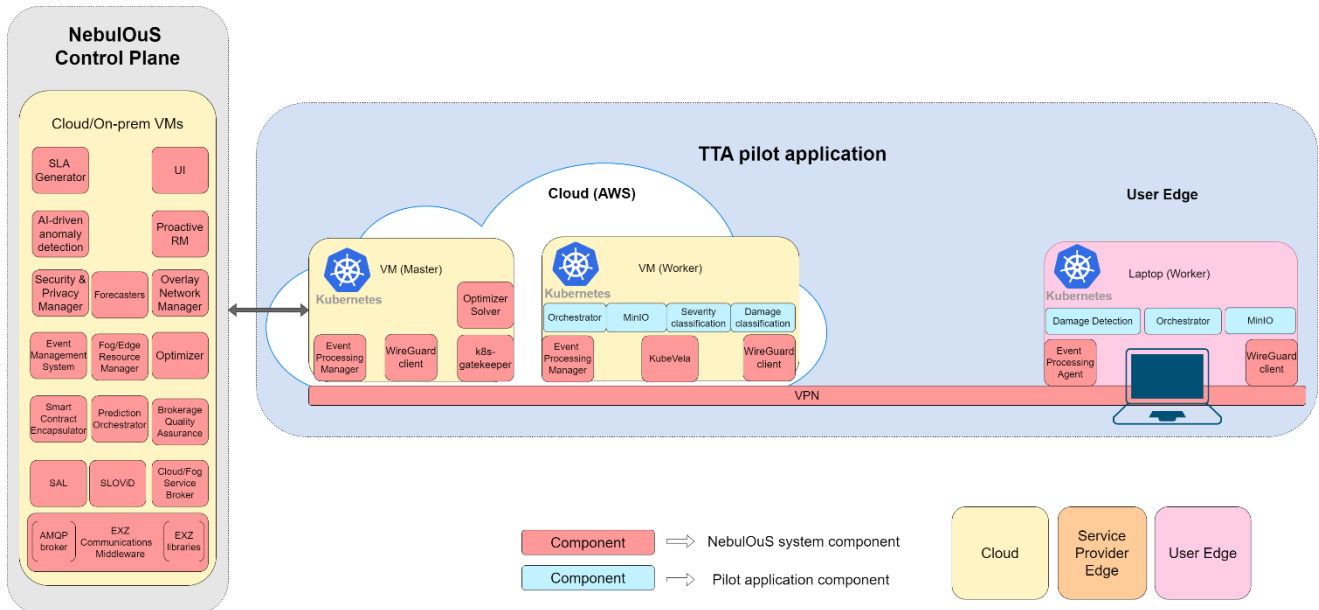 NebulOuS
Control Plane
Cloud/On-prem VMs
SLA
Generator
UI
AI-driven
anomaly
detection
Proactive
RM
Security &
Privacy
Manager
Forecasters
Overlay
Network
Manager
Event
Management
System
Fog/Edge
Resource
Manager
Optimizer
Smart
Contract
Encapsulator
Prediction
Orchestrator
Brokerage
Quality
Assurance
SAL
SLOViD
Cloud/Fog
Service
Broker
AMQP
broker
EXZ
Communications
Middleware
EXZ
libraries
TTA pilot application
Cloud (AWS)
User Edge
VM (Master)
Kubernetes
Optimizer
Solver
Event
Processing
Manager
WireGuard
client
k8s-
gatekeeper
VM (Worker)
Kubernetes
Orchestrator
MinIO
Severity
classification
Damage
classification
Event
Processing
Manager
KubeVela
WireGuard
client
Laptop (Worker)
Kubernetes
Damage Detection
Orchestrator
MinIO
Event
Processing
Agent
WireGuard
client
VPN
Component
NebulOuS system component
Component
Pilot application component
Cloud
Service
Provider
Edge
User Edge